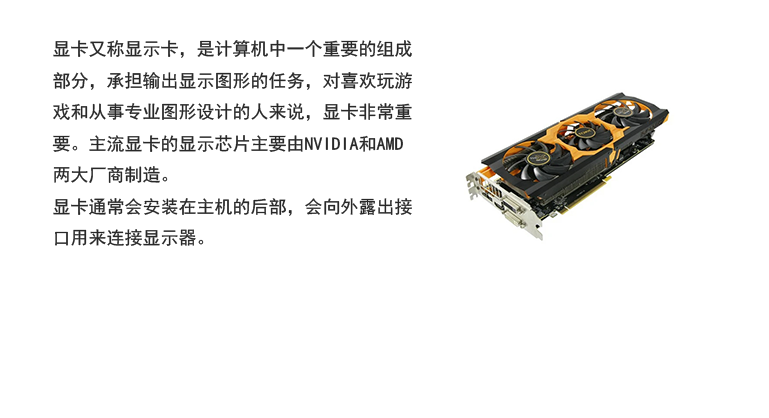 显卡又称显示卡，是计算机中一个重要的组成
部分，承担输出显示图形的任务，对喜欢玩游
戏和从事专业图形设计的人来说，显卡非常重
要。主流显卡的显示芯片主要由NVIDIA和AMD
两大厂商制造。
显卡通常会安装在主机的后部，会向外露出接
口用来连接显示器。